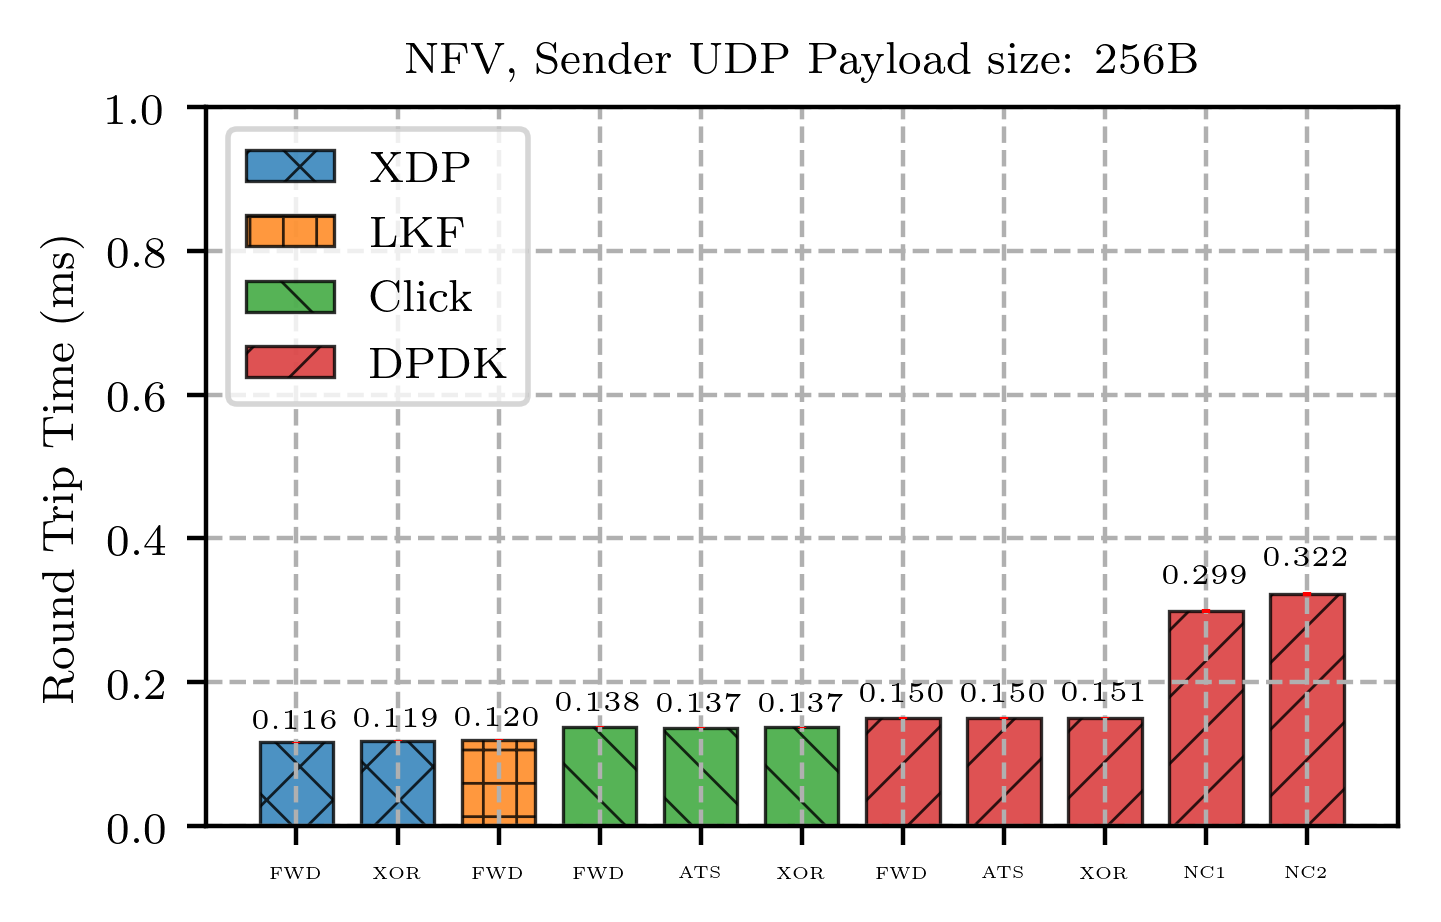 NFV, Sender UDP Payload size: 256B
Round Trip Time (ms)
1.0
0.8
0.6
0.4
0.2
0.0
XDP
LKF
Click
DPDK
0.116 0.119 0.120 0.138 0.137 0.137 0.150 0.150 0.151 0.299 0.322
FWD XOR FWD FWD ATS XOR FWD ATS XOR NC1 NC2